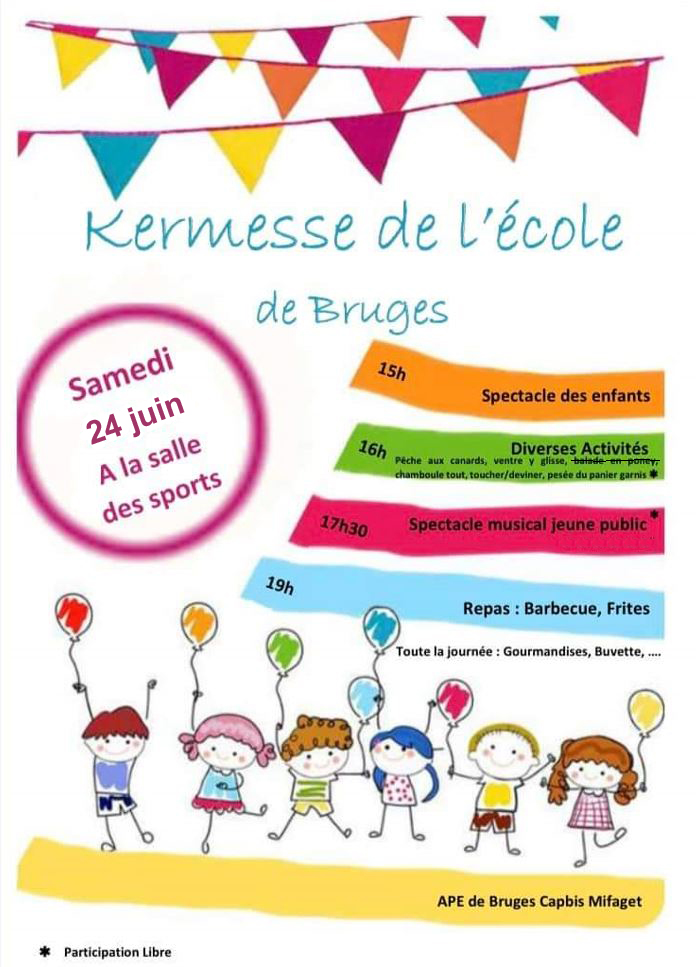 Kermesse de l'école
de Bruges
Samedi
24 juin
A la salle
des sports
15h
Spectacle des enfants
16h
Diverses Activités
Pêche aux canards, ventre y glisse, balade en poney,
chamboule tout, toucher/deviner, pesée du panier garnis *
17h30
Spectacle musical jeune public *
19h
Repas : Barbecue, Frites
Toute la journée : Gourmandises, Buvette, ....
APE de Bruges Capbis Mifaget
* Participation Libre